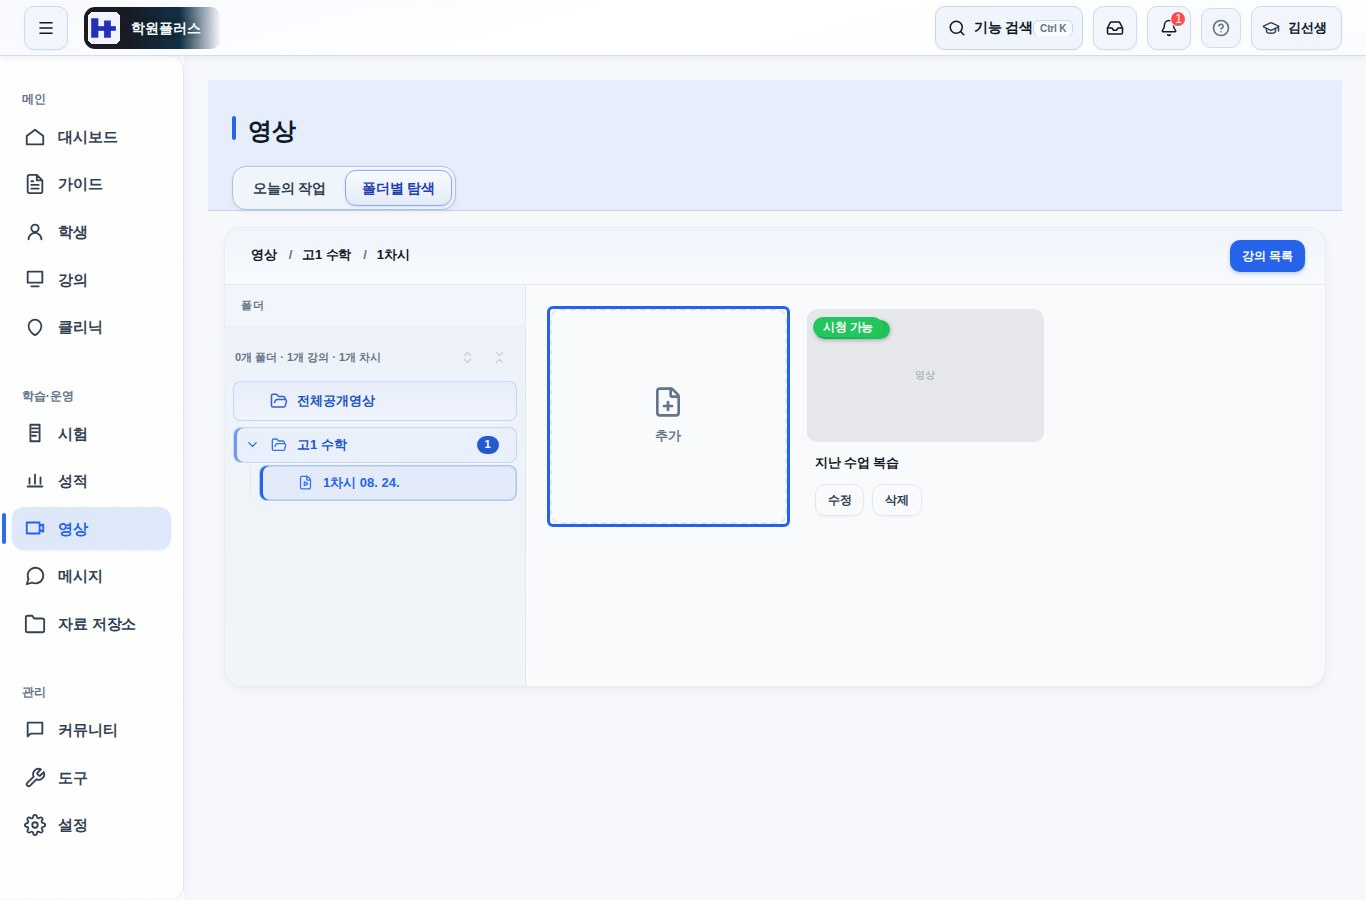 학원플러스
기능 검색 Ctrl K
1
김선생
메인
대시보드
가이드
학생
강의
클리닉
학습·운영
시험
성적
영상
메시지
자료 저장소
관리
커뮤니티
도구
설정
영상
오늘의 작업
폴더별 탐색
영상 / 고1 수학 / 1차시
강의 목록
폴더
0개 폴더 · 1개 강의 · 1개 차시
전체공개영상
고1 수학 1
1차시 08. 24.
추가
시청 가능
영상
지난 수업 복습
수정
삭제